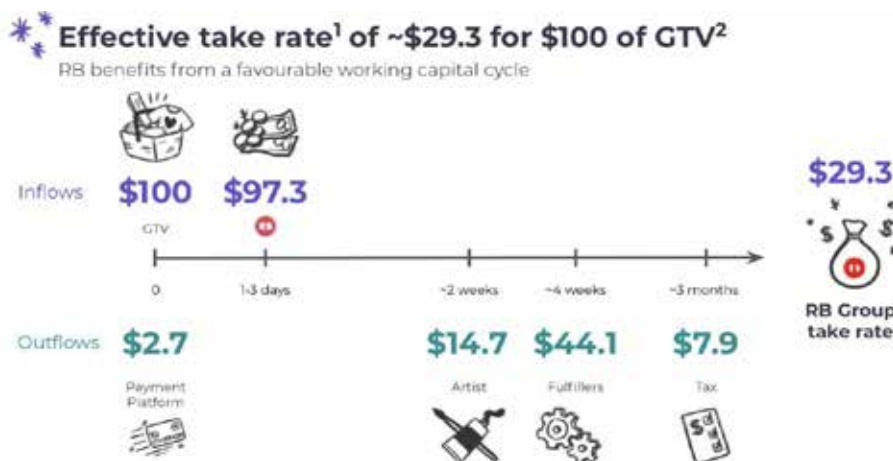 Effective take rate¹ of ~$29.3 for $100 of GTV²
RB benefits from a favourable working capital cycle
Inflows $100 $97.3 $29.3
GTV
0 1-3 days ~2 weeks ~4 weeks ~3 months
RB Group
take rate
Outflows $2.7 $14.7 $44.1 $7.9
Payment
Platform
Artist Fulfillers Tax